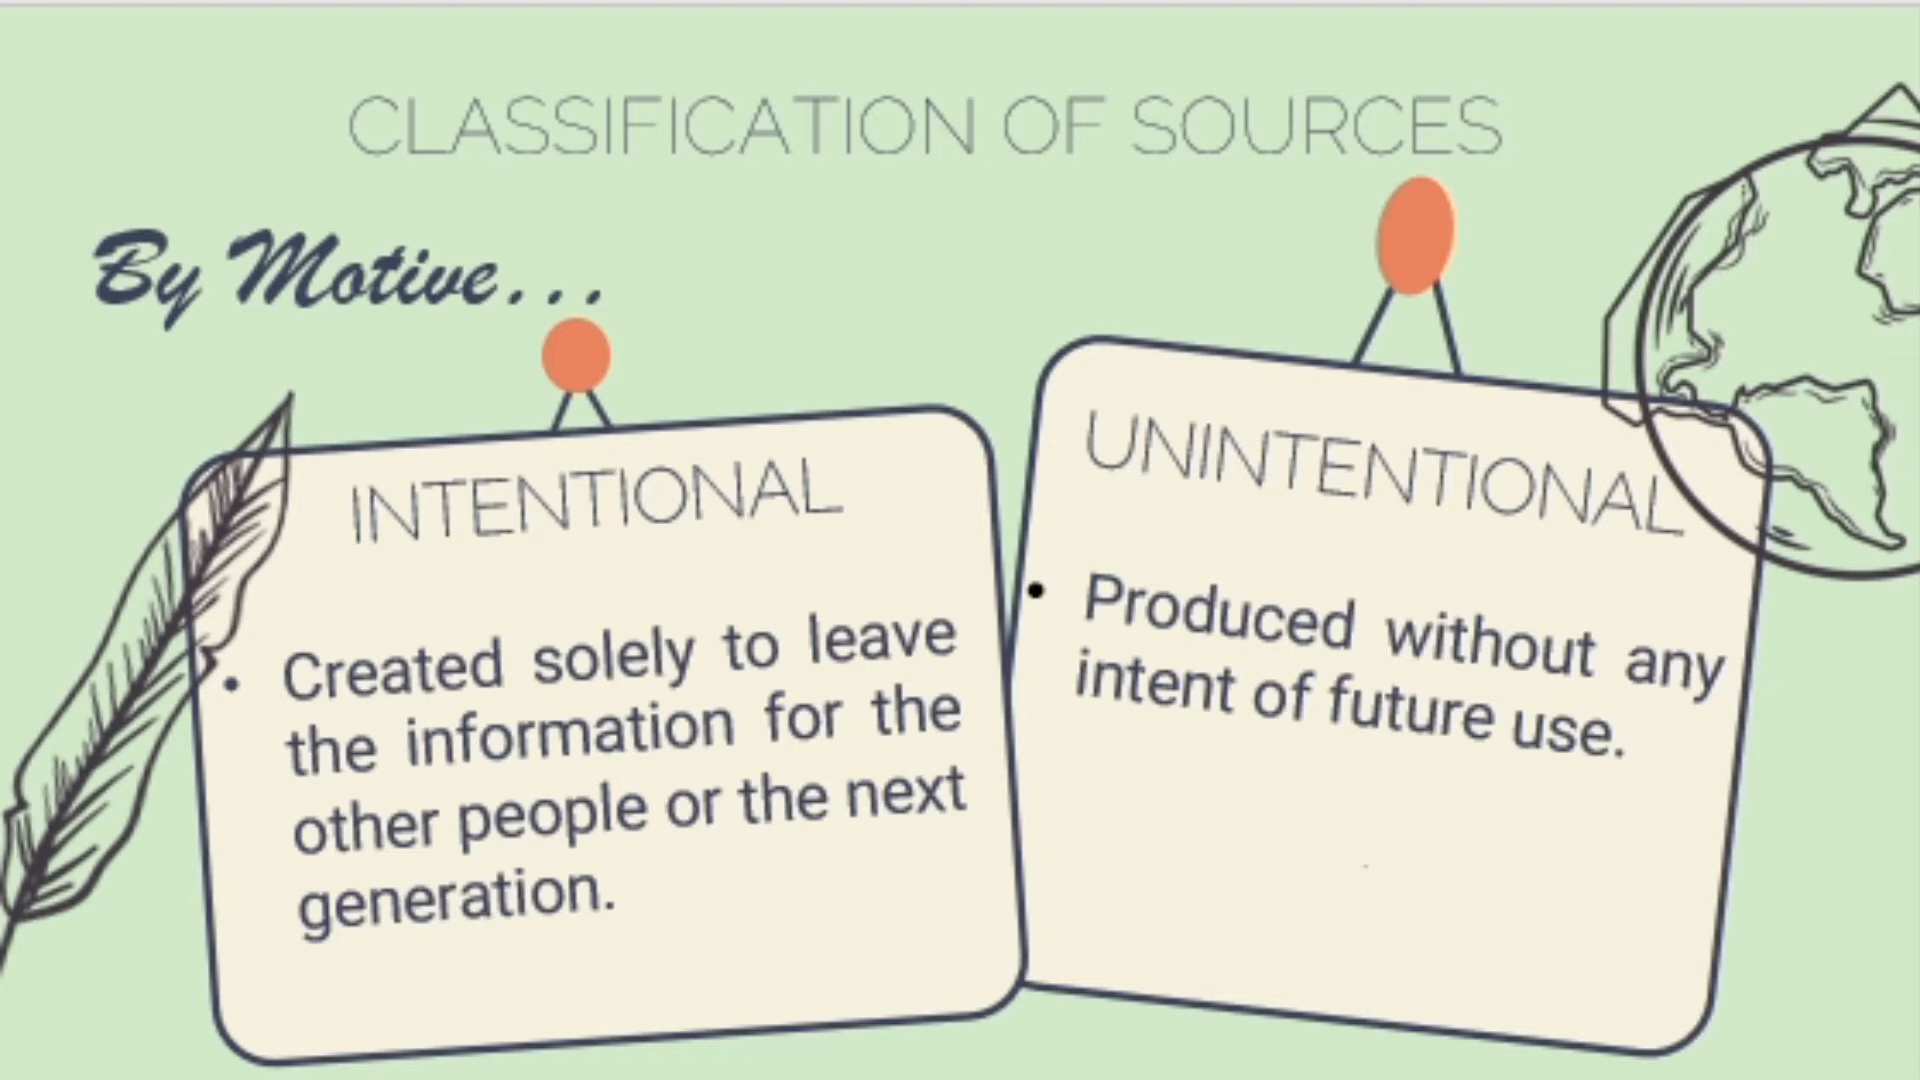 CLASSIFICATION OF SOURCES
By Motive...
INTENTIONAL
• Created solely to leave
the information for the
other people or the next
generation.
UNINTENTIONAL
• Produced without any
intent of future use.